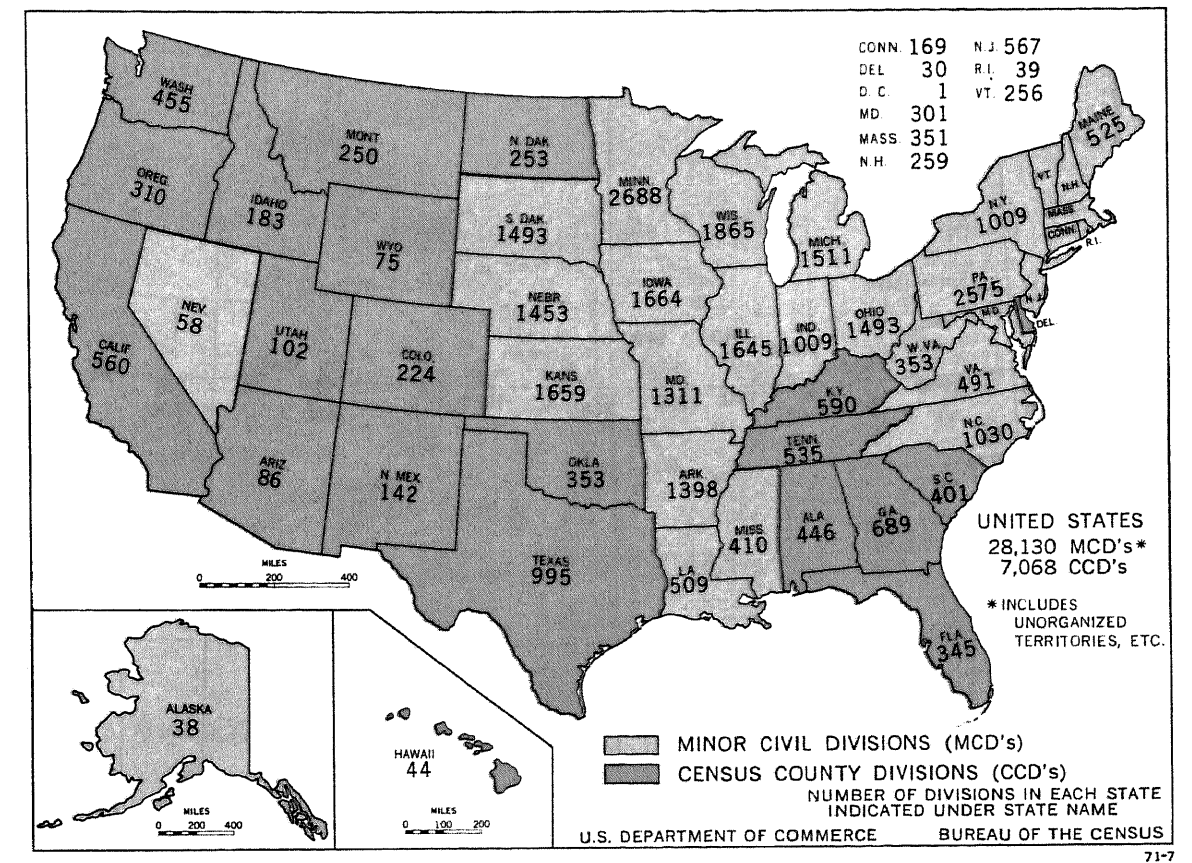 CONN. 169 N.J. 567
DEL 30 R.I. 39
D. C. 1 VT. 256
MD. 301
MASS. 351
N.H. 259
WASH
455
OREG.
310
CALIF
560
NEV
58
IDAHO
183
MONT
250
WYO
75
UTAH
102
COLO.
224
ARIZ
86
N MEX.
142
N. DAK
253
S. DAK
1493
NEBR
1453
KANS
1659
OKLA
353
TEXAS
995
MINN.
2688
IOWA
1664
MO.
1311
ARK
1398
LA
509
WIS.
1865
ILL
1645
MICH.
1511
IND.
1009
OHIO
1493
KY.
590
TENN.
535
MISS.
410
ALA
446
GA.
689
FLA.
345
S C
401
N.C.
1030
VA.
491
W.VA.
353
PA.
2575
N.Y.
1009
MAINE
525
VT.
N.H.
MASS.
CONN.
R.I.
N.J.
MD.
DEL.
UNITED STATES
28,130 MCD's*
7,068 CCD's
* INCLUDES
UNORGANIZED
TERRITORIES, ETC.
MILES
0 200 400
ALASKA
38
MILES
0 200 400
HAWAII
44
MILES
0 100 200
MINOR CIVIL DIVISIONS (MCD's)
CENSUS COUNTY DIVISIONS (CCD's)
NUMBER OF DIVISIONS IN EACH STATE
INDICATED UNDER STATE NAME
U.S. DEPARTMENT OF COMMERCE BUREAU OF THE CENSUS
71-7